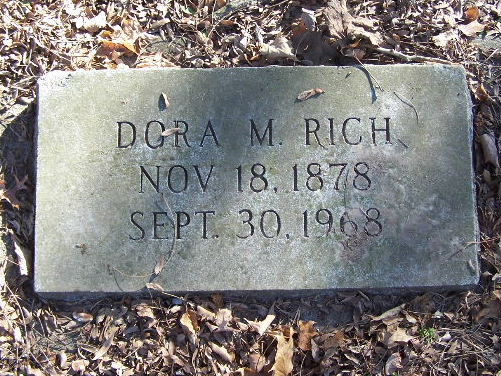 DORA M. RICH
NOV 18, 1878
SEPT. 30, 1968